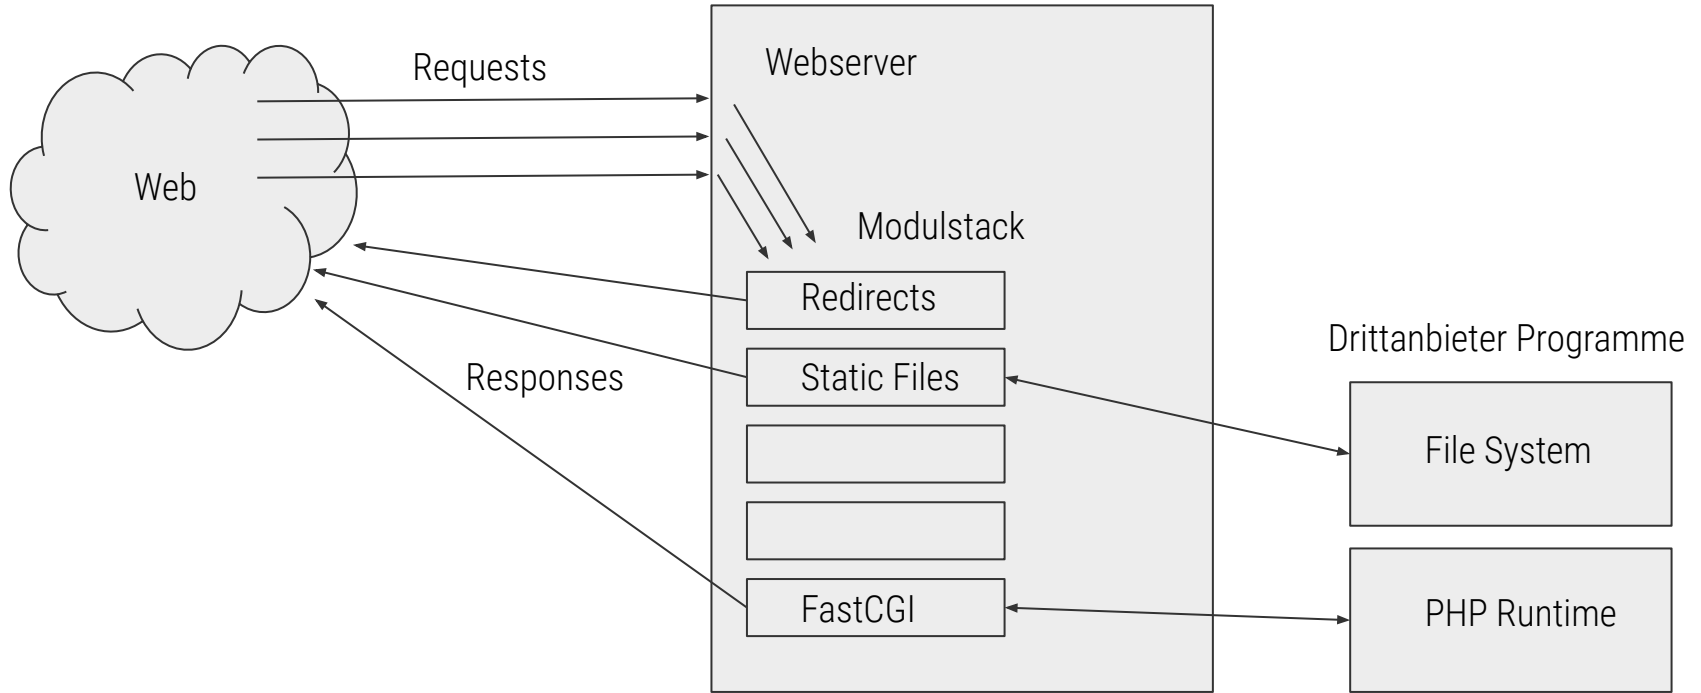 Requests
Webserver
Web
Modulstack
Redirects
Responses
Static Files
Drittanbieter Programme
File System
FastCGI
PHP Runtime